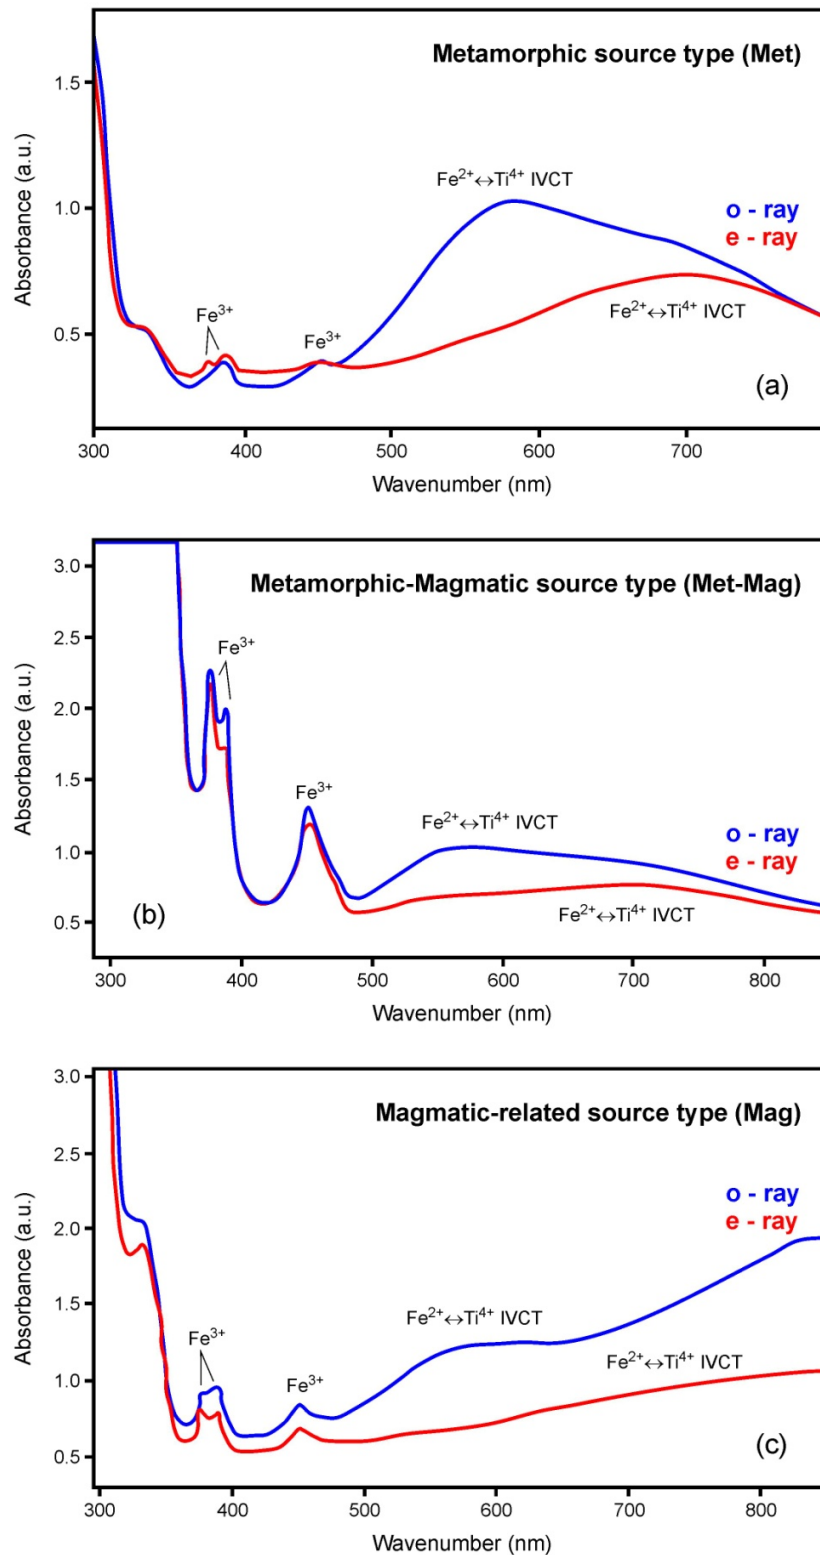 Metamorphic source type (Met)
Absorbance (a.u.)
1.5
1.0
0.5
Fe²⁺↔Ti⁴⁺ IVCT
o - ray
e - ray
Fe³⁺
Fe³⁺
Fe²⁺↔Ti⁴⁺ IVCT
(a)
300 400 500 600 700
Wavenumber (nm)
Metamorphic-Magmatic source type (Met-Mag)
Absorbance (a.u.)
3.0
2.5
2.0
1.5
1.0
0.5
Fe³⁺
Fe³⁺
Fe²⁺↔Ti⁴⁺ IVCT
o - ray
e - ray
Fe²⁺↔Ti⁴⁺ IVCT
(b)
300 400 500 600 700 800
Wavenumber (nm)
Magmatic-related source type (Mag)
Absorbance (a.u.)
3.0
2.5
2.0
1.5
1.0
0.5
o - ray
e - ray
Fe³⁺
Fe³⁺
Fe²⁺↔Ti⁴⁺ IVCT
Fe²⁺↔Ti⁴⁺ IVCT
(c)
300 400 500 600 700 800
Wavenumber (nm)